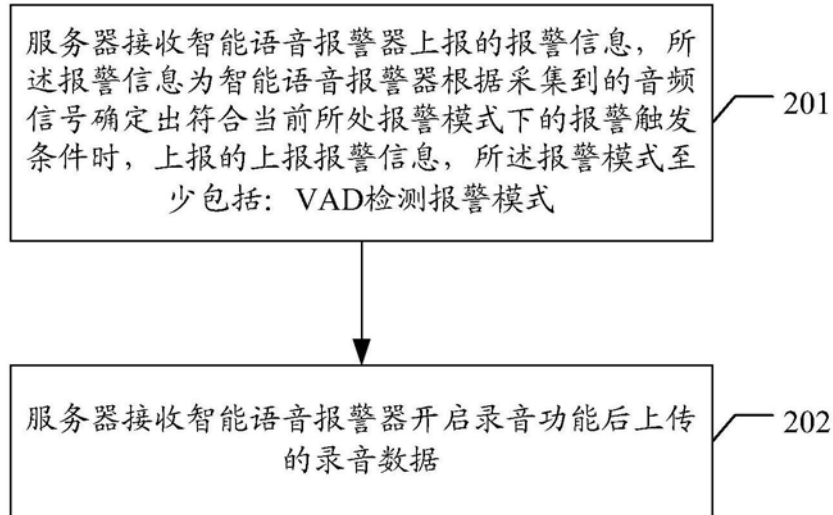 服务器接收智能语音报警器上报的报警信息，所
述报警信息为智能语音报警器根据采集到的音频
信号确定出符合当前所处报警模式下的报警触发
条件时，上报的上报报警信息，所述报警模式至
少包括：VAD检测报警模式
201
服务器接收智能语音报警器开启录音功能后上传
的录音数据
202